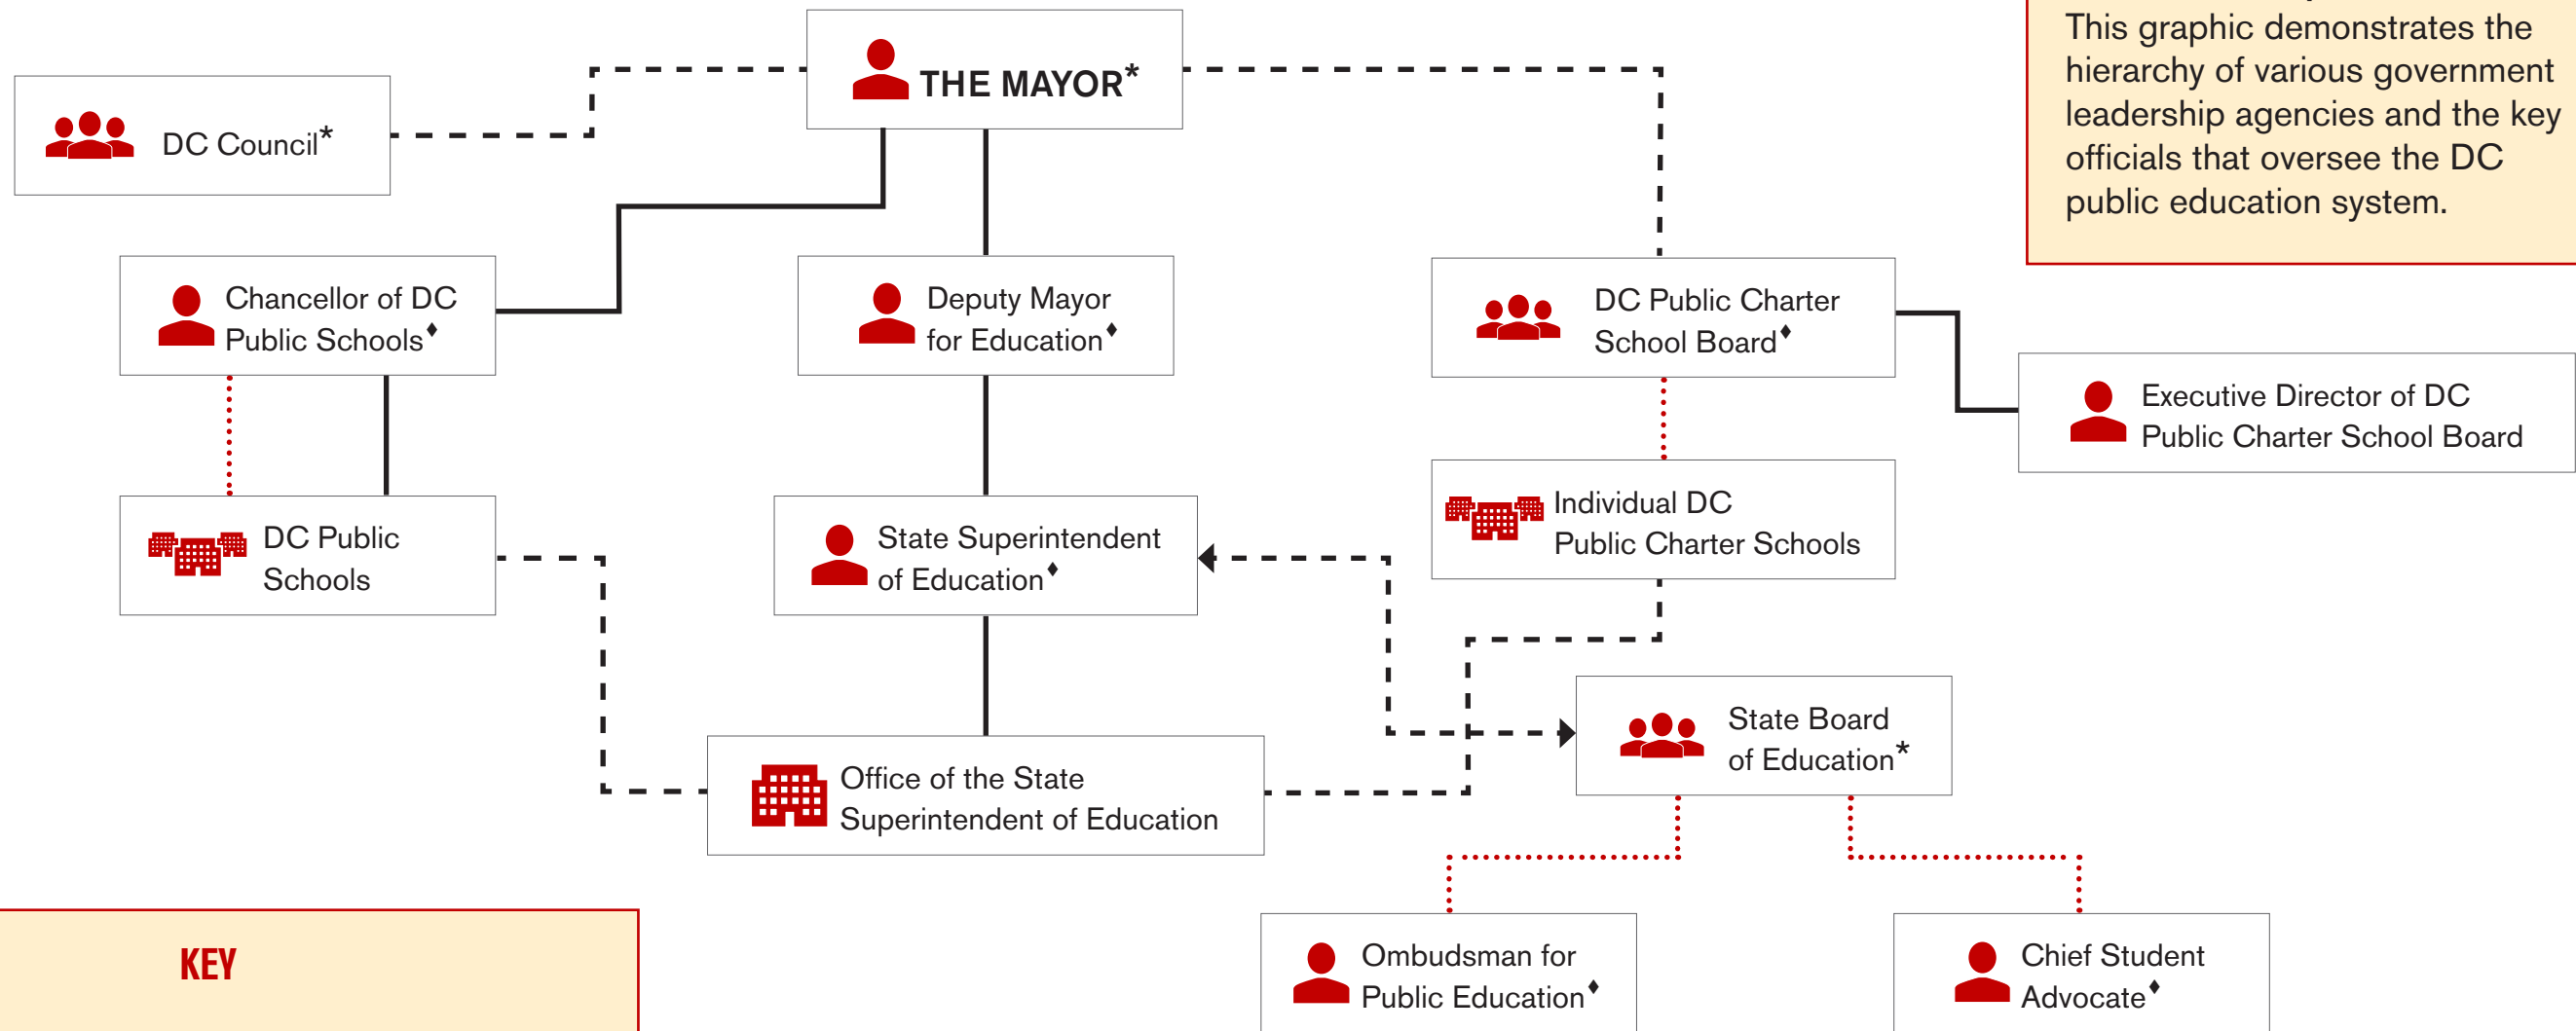 THE MAYOR*
This graphic demonstrates the
hierarchy of various government
leadership agencies and the key
officials that oversee the DC
public education system.
DC Council*
Chancellor of DC
Public Schools♦
Deputy Mayor
for Education♦
DC Public Charter
School Board♦
Executive Director of DC
Public Charter School Board
DC Public
Schools
State Superintendent
of Education♦
Individual DC
Public Charter Schools
State Board
of Education*
Office of the State
Superintendent of Education
KEY
Ombudsman for
Public Education♦
Chief Student
Advocate♦